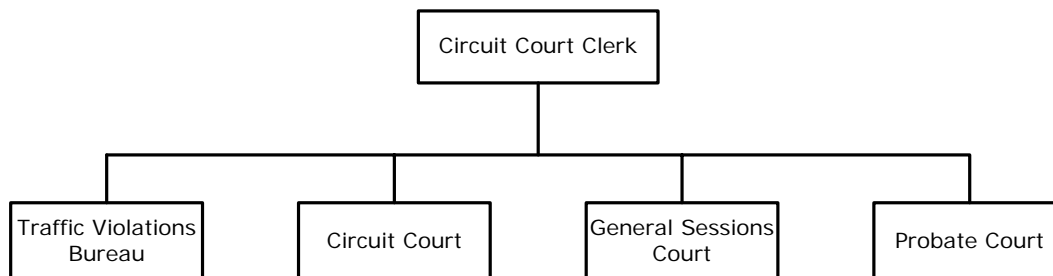 Circuit Court Clerk
Traffic Violations
Bureau
Circuit Court
General Sessions
Court
Probate Court